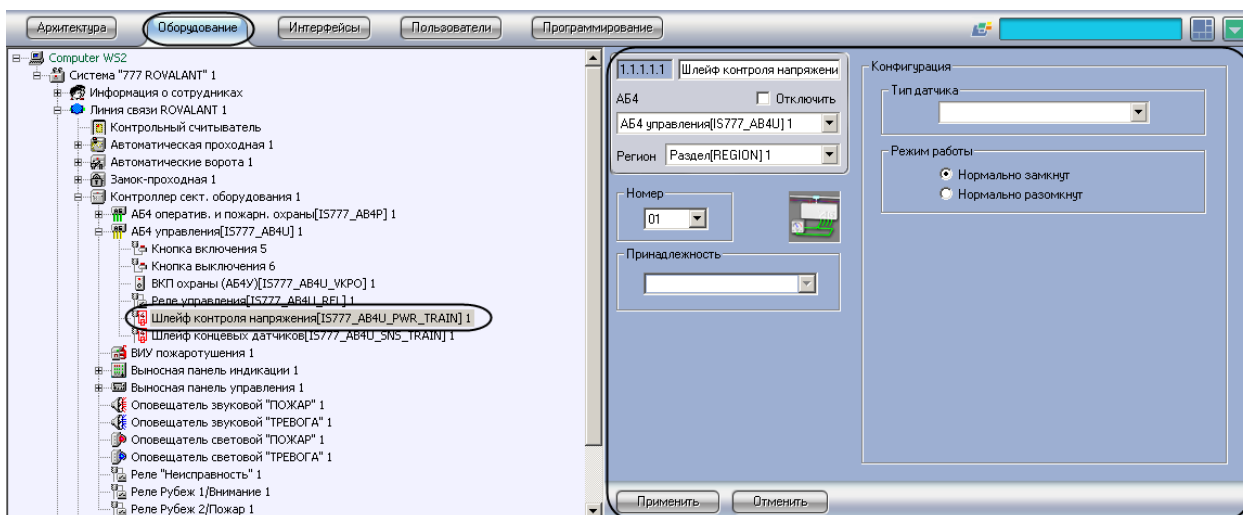 Архитектура Оборудование Интерфейсы Пользователи Программирование
Computer WS2
Система "777 ROVALANT" 1
Информация о сотрудниках
Линия связи ROVALANT 1
Контрольный считыватель
Автоматическая проходная 1
Автоматические ворота 1
Замок-проходная 1
Контроллер сект. оборудования 1
АБ4 оператив. и пожарн. охраны[IS777_AB4P] 1
АБ4 управления[IS777_AB4U] 1
Кнопка включения 5
Кнопка выключения 6
ВКП охраны (АБ4У)[IS777_AB4U_VKPO] 1
Реле управления[IS777_AB4U_REL] 1
Шлейф контроля напряжения[IS777_AB4U_PWR_TRAIN] 1
Шлейф концевых датчиков[IS777_AB4U_SNS_TRAIN] 1
ВИУ пожаротушения 1
Выносная панель индикации 1
Выносная панель управления 1
Оповещатель звуковой "ПОЖАР" 1
Оповещатель звуковой "ТРЕВОГА" 1
Оповещатель световой "ПОЖАР" 1
Оповещатель световой "ТРЕВОГА" 1
Реле "Неисправность" 1
Реле Рубеж 1/Внимание 1
Реле Рубеж 2/Пожар 1
1.1.1.1.1 Шлейф контроля напряжени
АБ4 Отключить
АБ4 управления[IS777_AB4U] 1
Регион Раздел[REGION] 1
Номер
01
Принадлежность
Конфигурация
Тип датчика
Режим работы
Нормально замкнут
Нормально разомкнут
Применить Отменить